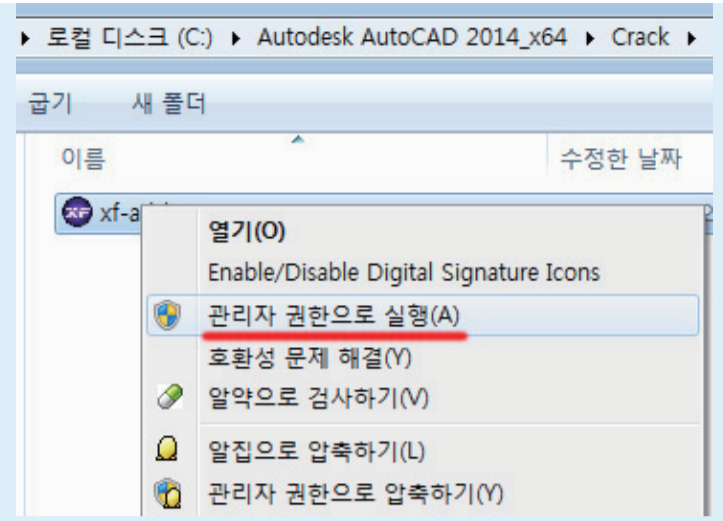 ▸ 로컬 디스크 (C:) ▸ Autodesk AutoCAD 2014_x64 ▸ Crack ▸
굽기 새 폴더
이름 수정한 날짜
XF xf-a
열기(O)
Enable/Disable Digital Signature Icons
관리자 권한으로 실행(A)
호환성 문제 해결(Y)
알약으로 검사하기(V)
알집으로 압축하기(L)
관리자 권한으로 압축하기(Y)